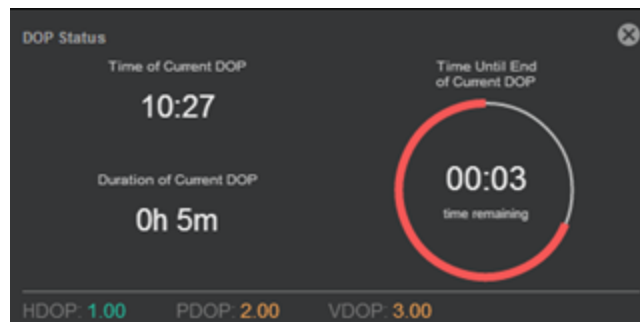 DOP Status
Time of Current DOP
10:27
Duration of Current DOP
0h 5m
Time Until End
of Current DOP
00:03
time remaining
HDOP: 1.00 PDOP: 2.00 VDOP: 3.00